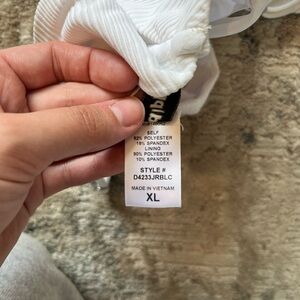 SELF
82% POLYESTER
18% SPANDEX
LINING
90% POLYESTER
10% SPANDEX
STYLE #
D4233JRBLC
MADE IN VIETNAM
XL